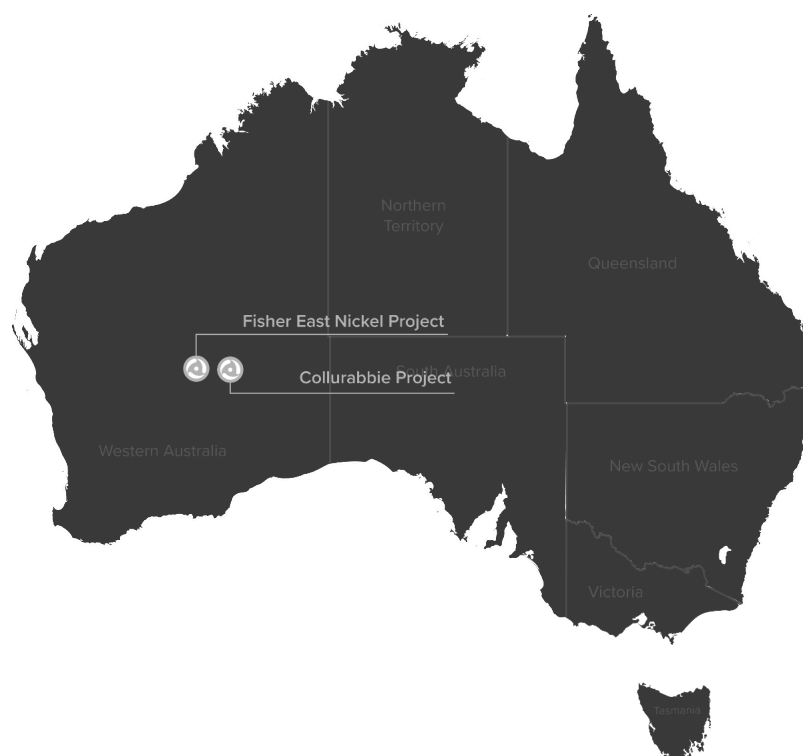 Northern
Territory
Queensland
Fisher East Nickel Project
South Australia
Collurabbie Project
Western Australia
New South Wales
Victoria
Tasmania